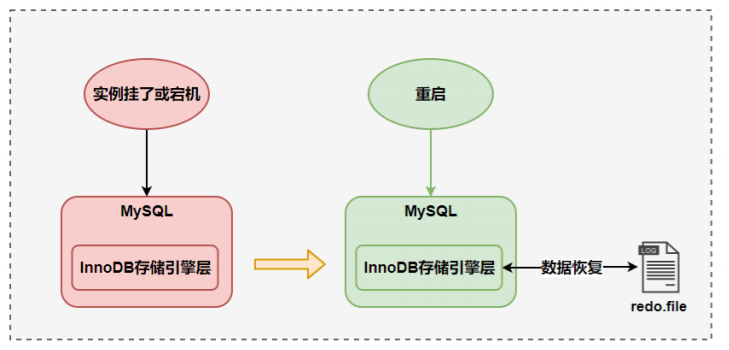 实例挂了或宕机
重启
MySQL
MySQL
InnoDB存储引擎层
InnoDB存储引擎层
数据恢复
LOG
redo.file